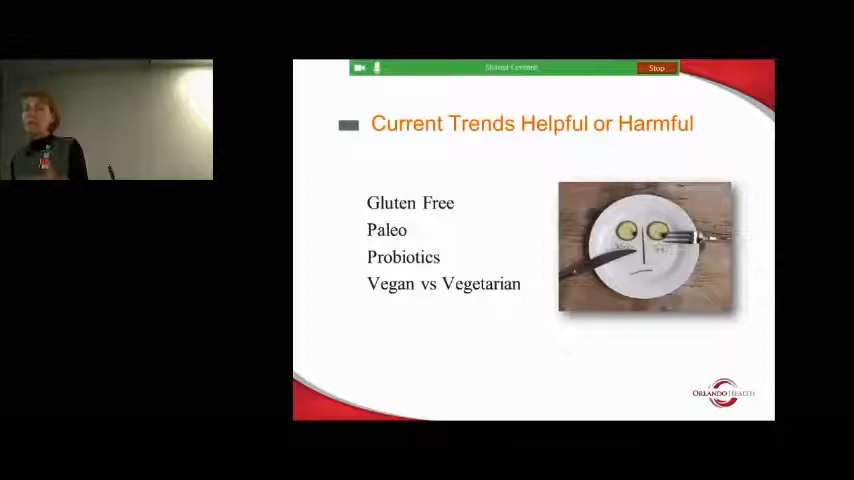 Shared Content
Stop
Current Trends Helpful or Harmful
Gluten Free
Paleo
Probiotics
Vegan vs Vegetarian
ORLANDO HEALTH